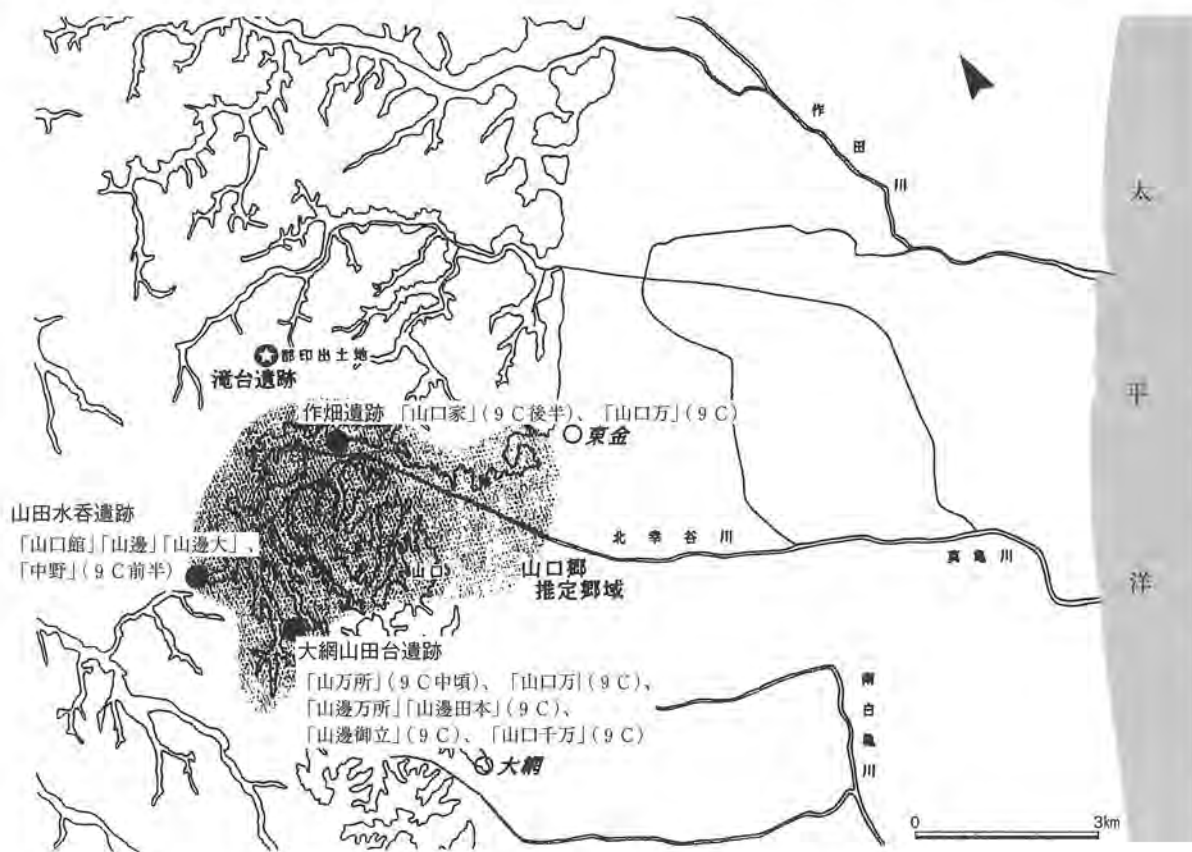 作田川
太平洋
郡印出土地
滝台遺跡
作畑遺跡 「山口家」(9C後半)、「山口万」(9C)
東金
山田水呑遺跡
「山口館」「山邊」「山邊大」、
「中野」(9C前半)
北幸谷川
真亀川
山口
山口郷
推定郷域
大網山田台遺跡
「山万所」(9C中頃)、「山口万」(9C)、
「山邊万所」「山邊田本」(9C)、
「山邊御立」(9C)、「山口千万」(9C)
南白亀川
大網
0 3km